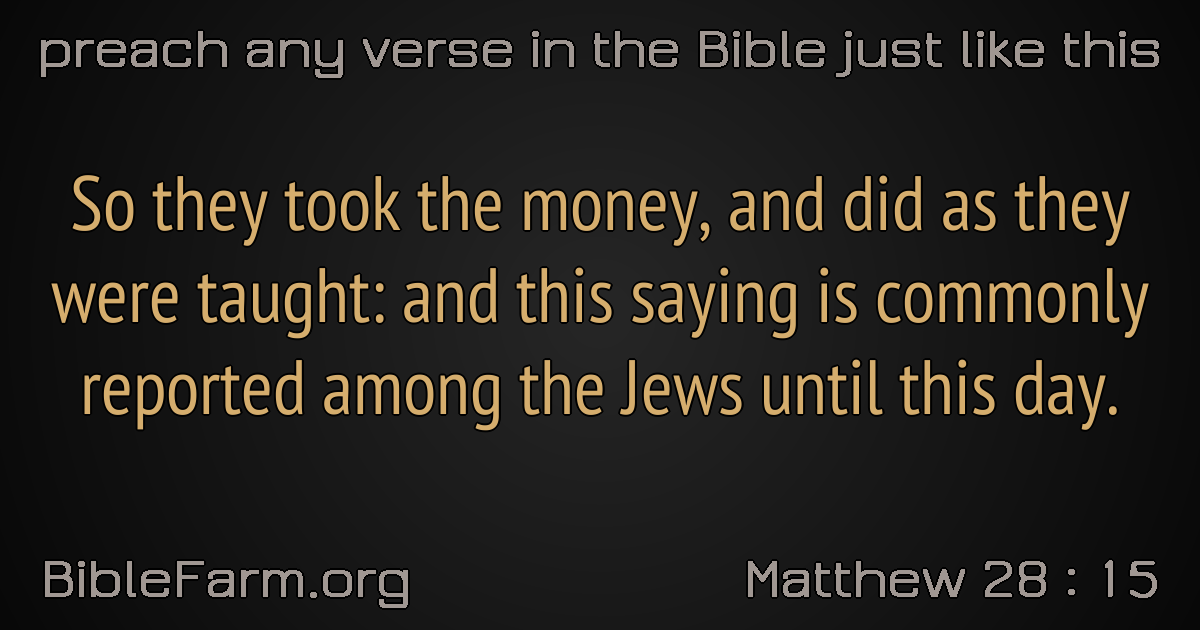 preach any verse in the Bible just like this
So they took the money, and did as they
were taught: and this saying is commonly
reported among the Jews until this day.
BibleFarm.org
Matthew 28 : 15